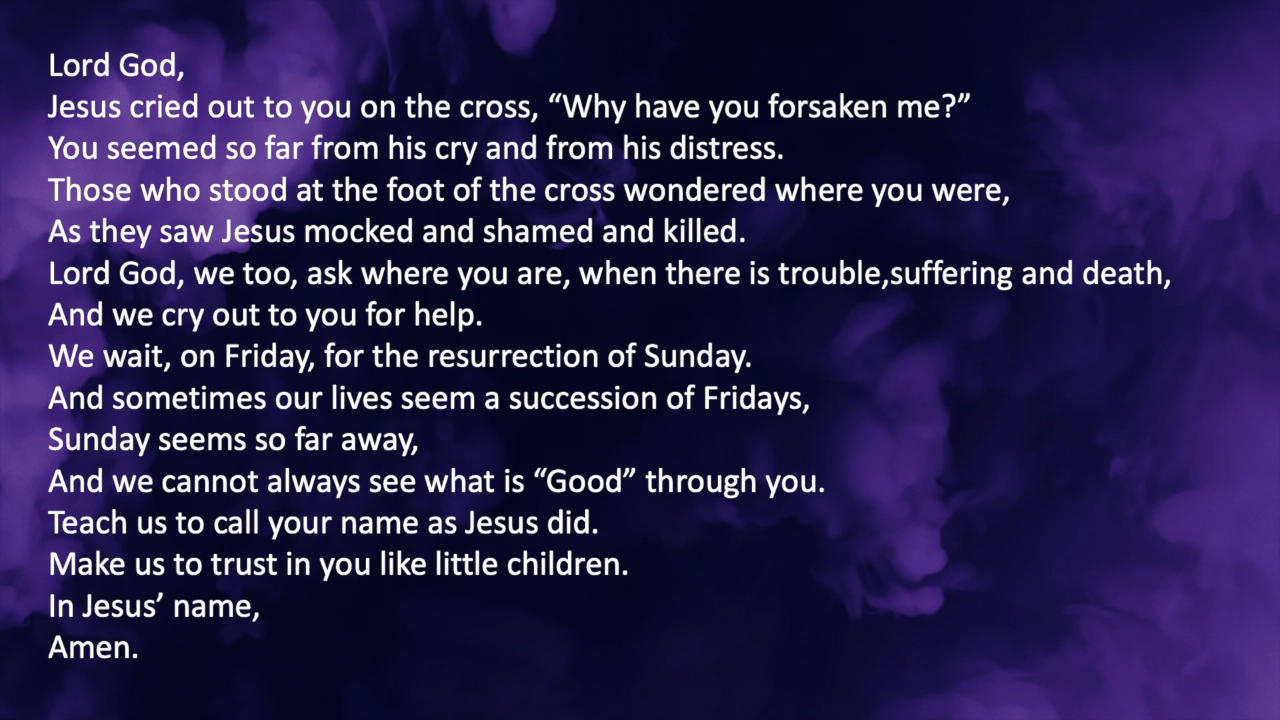 Lord God,
Jesus cried out to you on the cross, “Why have you forsaken me?”
You seemed so far from his cry and from his distress.
Those who stood at the foot of the cross wondered where you were,
As they saw Jesus mocked and shamed and killed.
Lord God, we too, ask where you are, when there is trouble,suffering and death,
And we cry out to you for help.
We wait, on Friday, for the resurrection of Sunday.
And sometimes our lives seem a succession of Fridays,
Sunday seems so far away,
And we cannot always see what is “Good” through you.
Teach us to call your name as Jesus did.
Make us to trust in you like little children.
In Jesus’ name,
Amen.